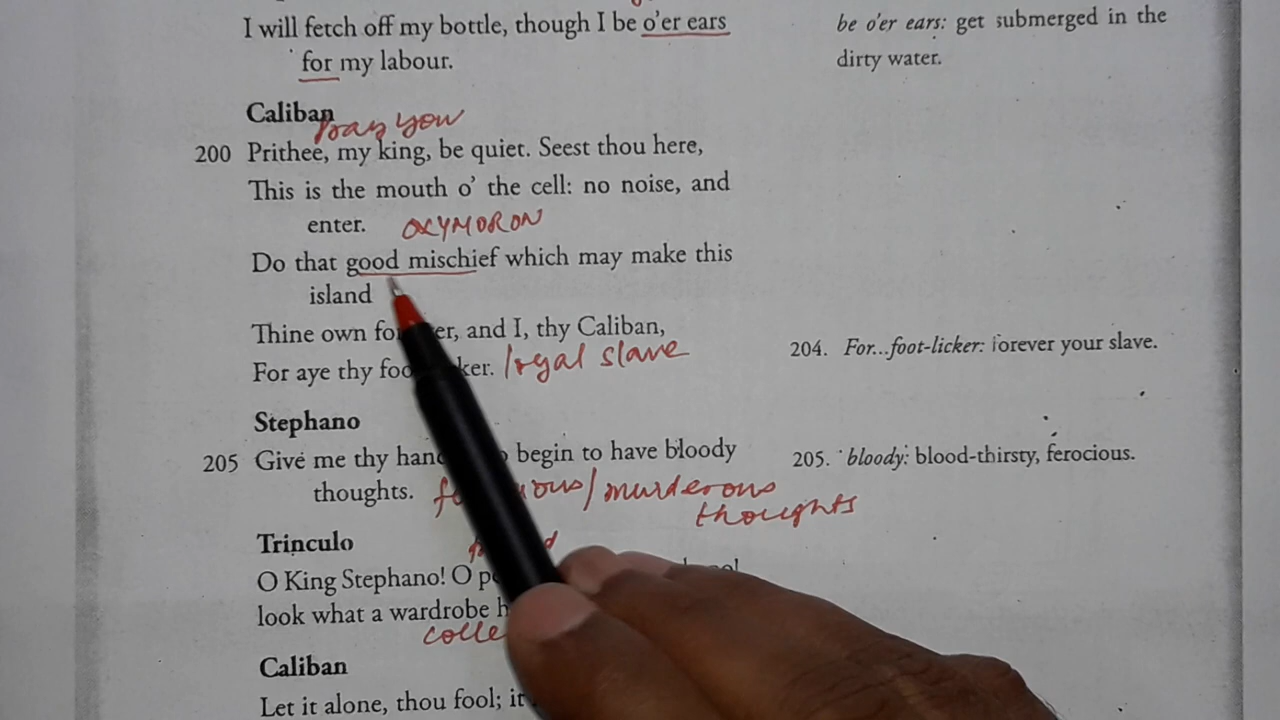 I will fetch off my bottle, though I be o'er ears
for my labour.
be o'er ears: get submerged in the
dirty water.
Caliban
pray you
200 Prithee, my king, be quiet. Seest thou here,
This is the mouth o' the cell: no noise, and
enter. OXYMORON
Do that good mischief which may make this
island
Thine own and I, thy Caliban,
For aye thy loyal slave
204. For...foot-licker: forever your slave.
Stephano
205 Give me thy begin to have bloody
thoughts. murderous
thoughts
205. bloody: blood-thirsty, ferocious.
Trinculo
O King Stephano! O
look what a wardrobe
Caliban
Let it alone, thou fool; it